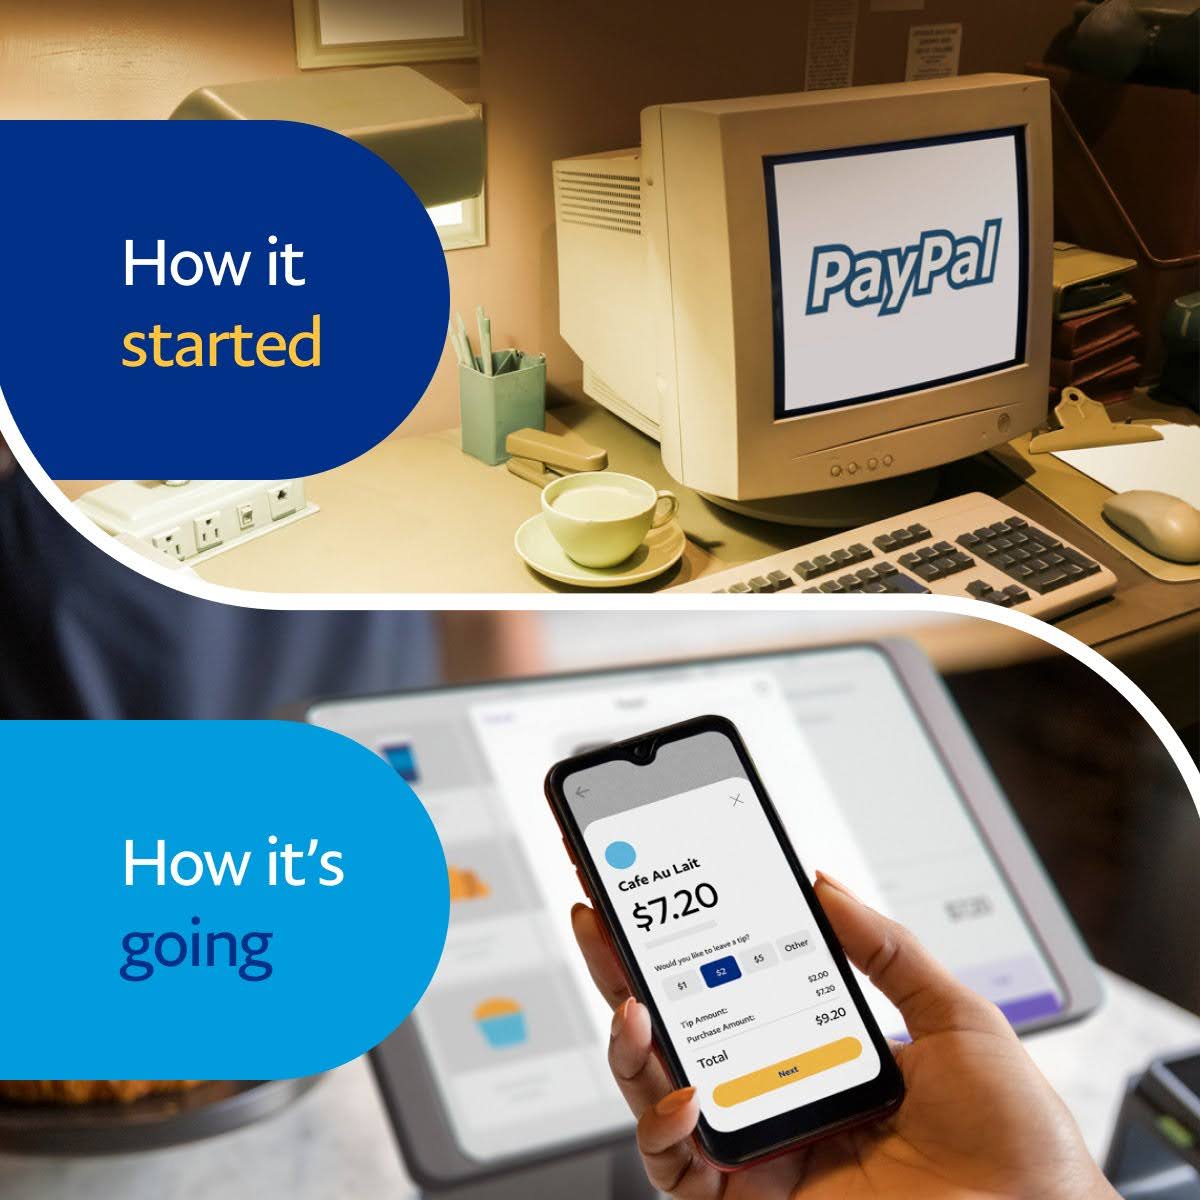 How it
started
PayPal
How it's
going
Cafe Au Lait
$7.20
Would you like to leave a tip?
$1
$2
$5
Other
Tip Amount:
$2.00
Purchase Amount:
$7.20
Total
$9.20
Next